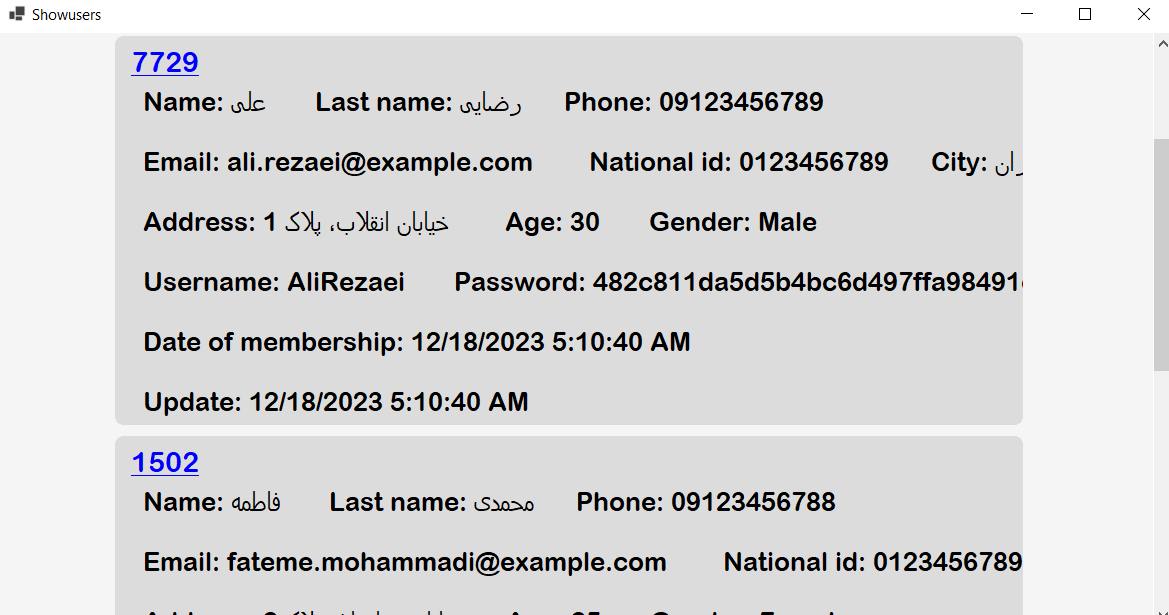 Showusers
7729
Name: علی Last name: رضایی Phone: 09123456789
Email: ali.rezaei@example.com National id: 0123456789 City:
Address: 1 خیابان انقلاب، پلاک Age: 30 Gender: Male
Username: AliRezaei Password: 482c811da5d5b4bc6d497ffa98491
Date of membership: 12/18/2023 5:10:40 AM
Update: 12/18/2023 5:10:40 AM
1502
Name: فاطمه Last name: محمدی Phone: 09123456788
Email: fateme.mohammadi@example.com National id: 0123456789